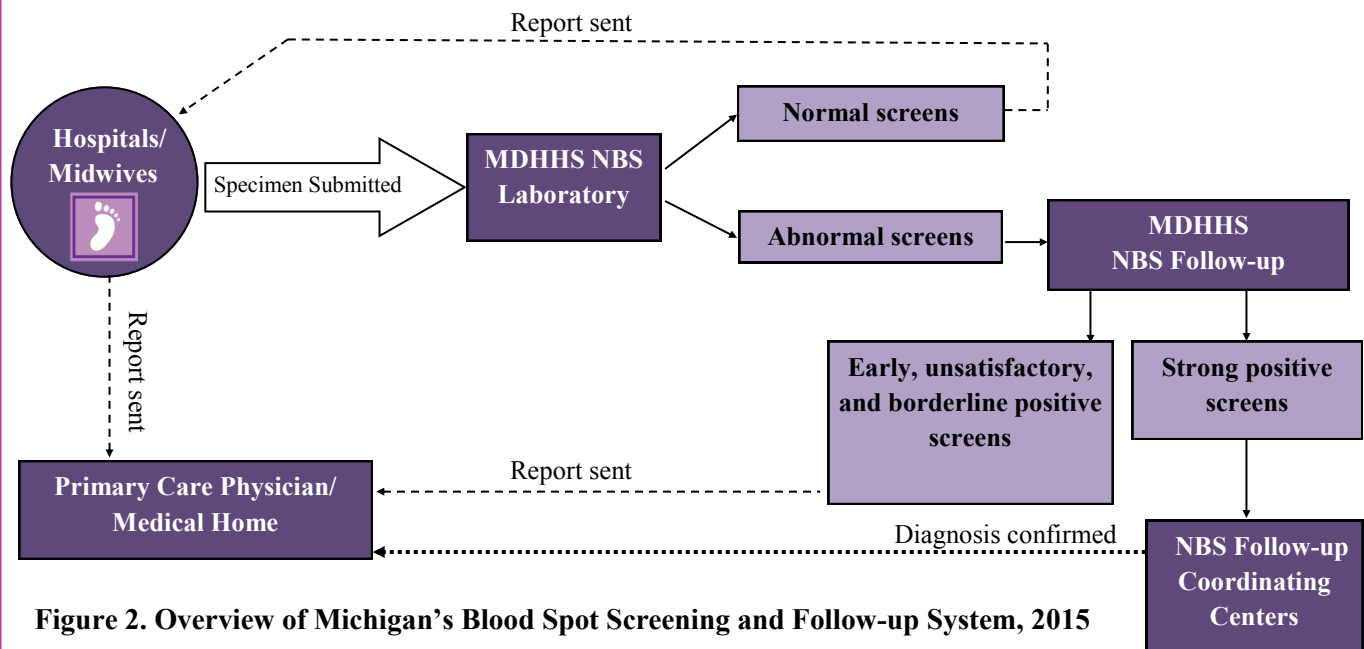 Report sent
Hospitals/
Midwives
Specimen Submitted
MDHHS NBS
Laboratory
Normal screens
Abnormal screens
MDHHS
NBS Follow-up
Report sent
Early, unsatisfactory,
and borderline positive
screens
Strong positive
screens
Report sent
Primary Care Physician/
Medical Home
Diagnosis confirmed
NBS Follow-up
Coordinating
Centers
Figure 2. Overview of Michigan’s Blood Spot Screening and Follow-up System, 2015